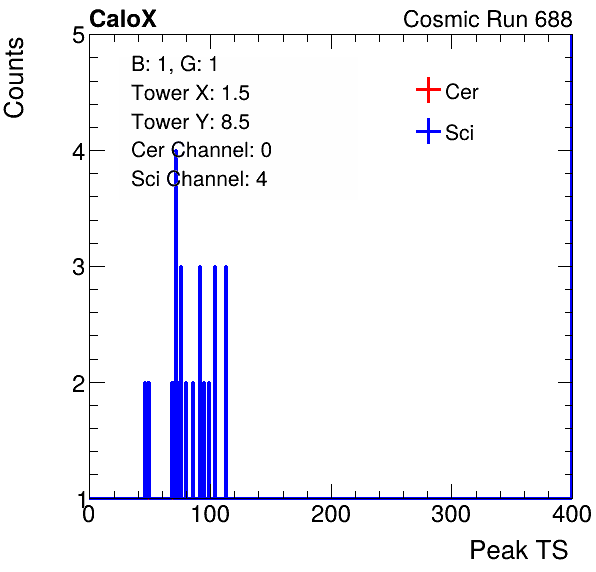 CaloX Cosmic Run 688
Counts
5
4
3
2
1
B: 1, G: 1
Tower X: 1.5
Tower Y: 8.5
Cer Channel: 0
Sci Channel: 4
Cer
Sci
0 100 200 300 400
Peak TS